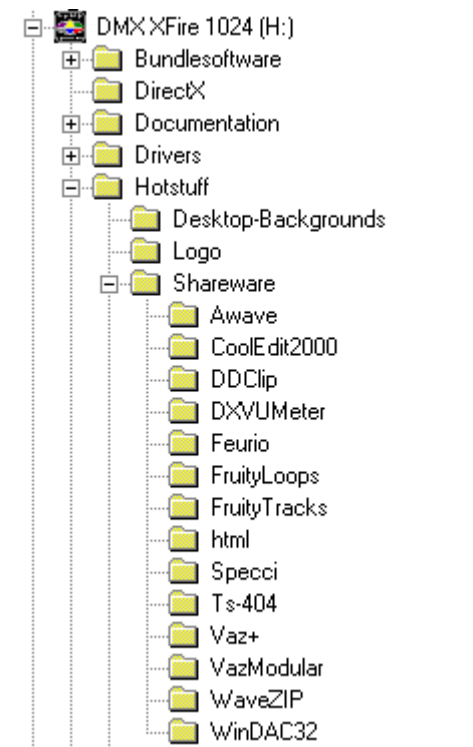 DMX XFire 1024 (H:)
Bundlesoftware
DirectX
Documentation
Drivers
Hotstuff
Desktop-Backgrounds
Logo
Shareware
Awave
CoolEdit2000
DDClip
DXVUMeter
Feurio
FruityLoops
FruityTracks
html
Specci
Ts-404
Vaz+
VazModular
WaveZIP
WinDAC32